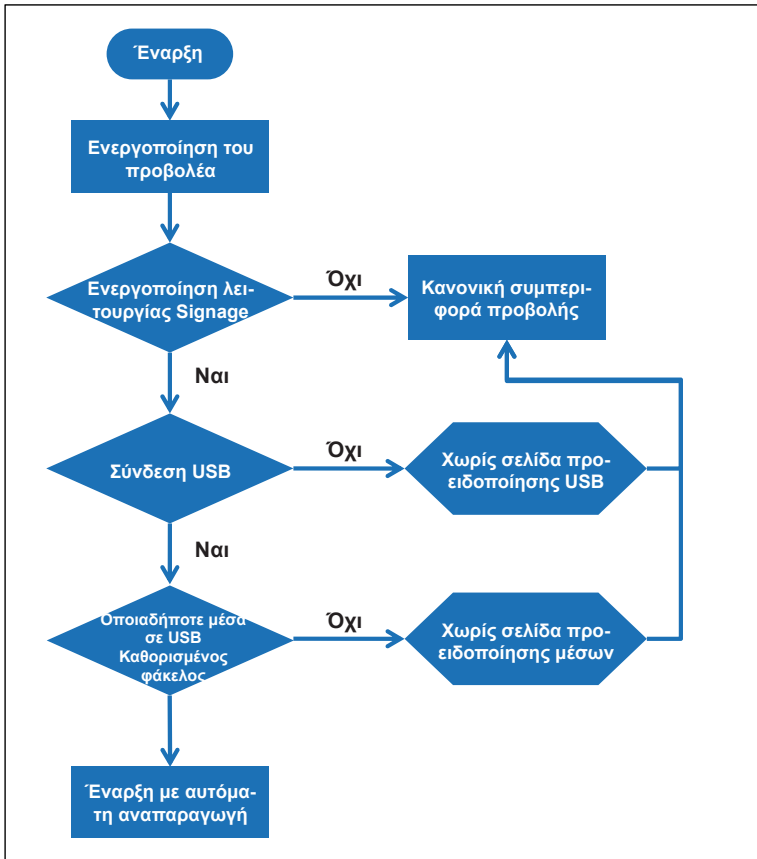 Έναρξη
Ενεργοποίηση του
προβολέα
Ενεργοποίηση λει-
τουργίας Signage
Όχι
Κανονική συμπερι-
φορά προβολής
Ναι
Σύνδεση USB
Όχι
Χωρίς σελίδα προ-
ειδοποίησης USB
Ναι
Οποιαδήποτε μέσα
σε USB
Καθορισμένος
φάκελος
Όχι
Χωρίς σελίδα προ-
ειδοποίησης μέσων
Έναρξη με αυτόμα-
τη αναπαραγωγή